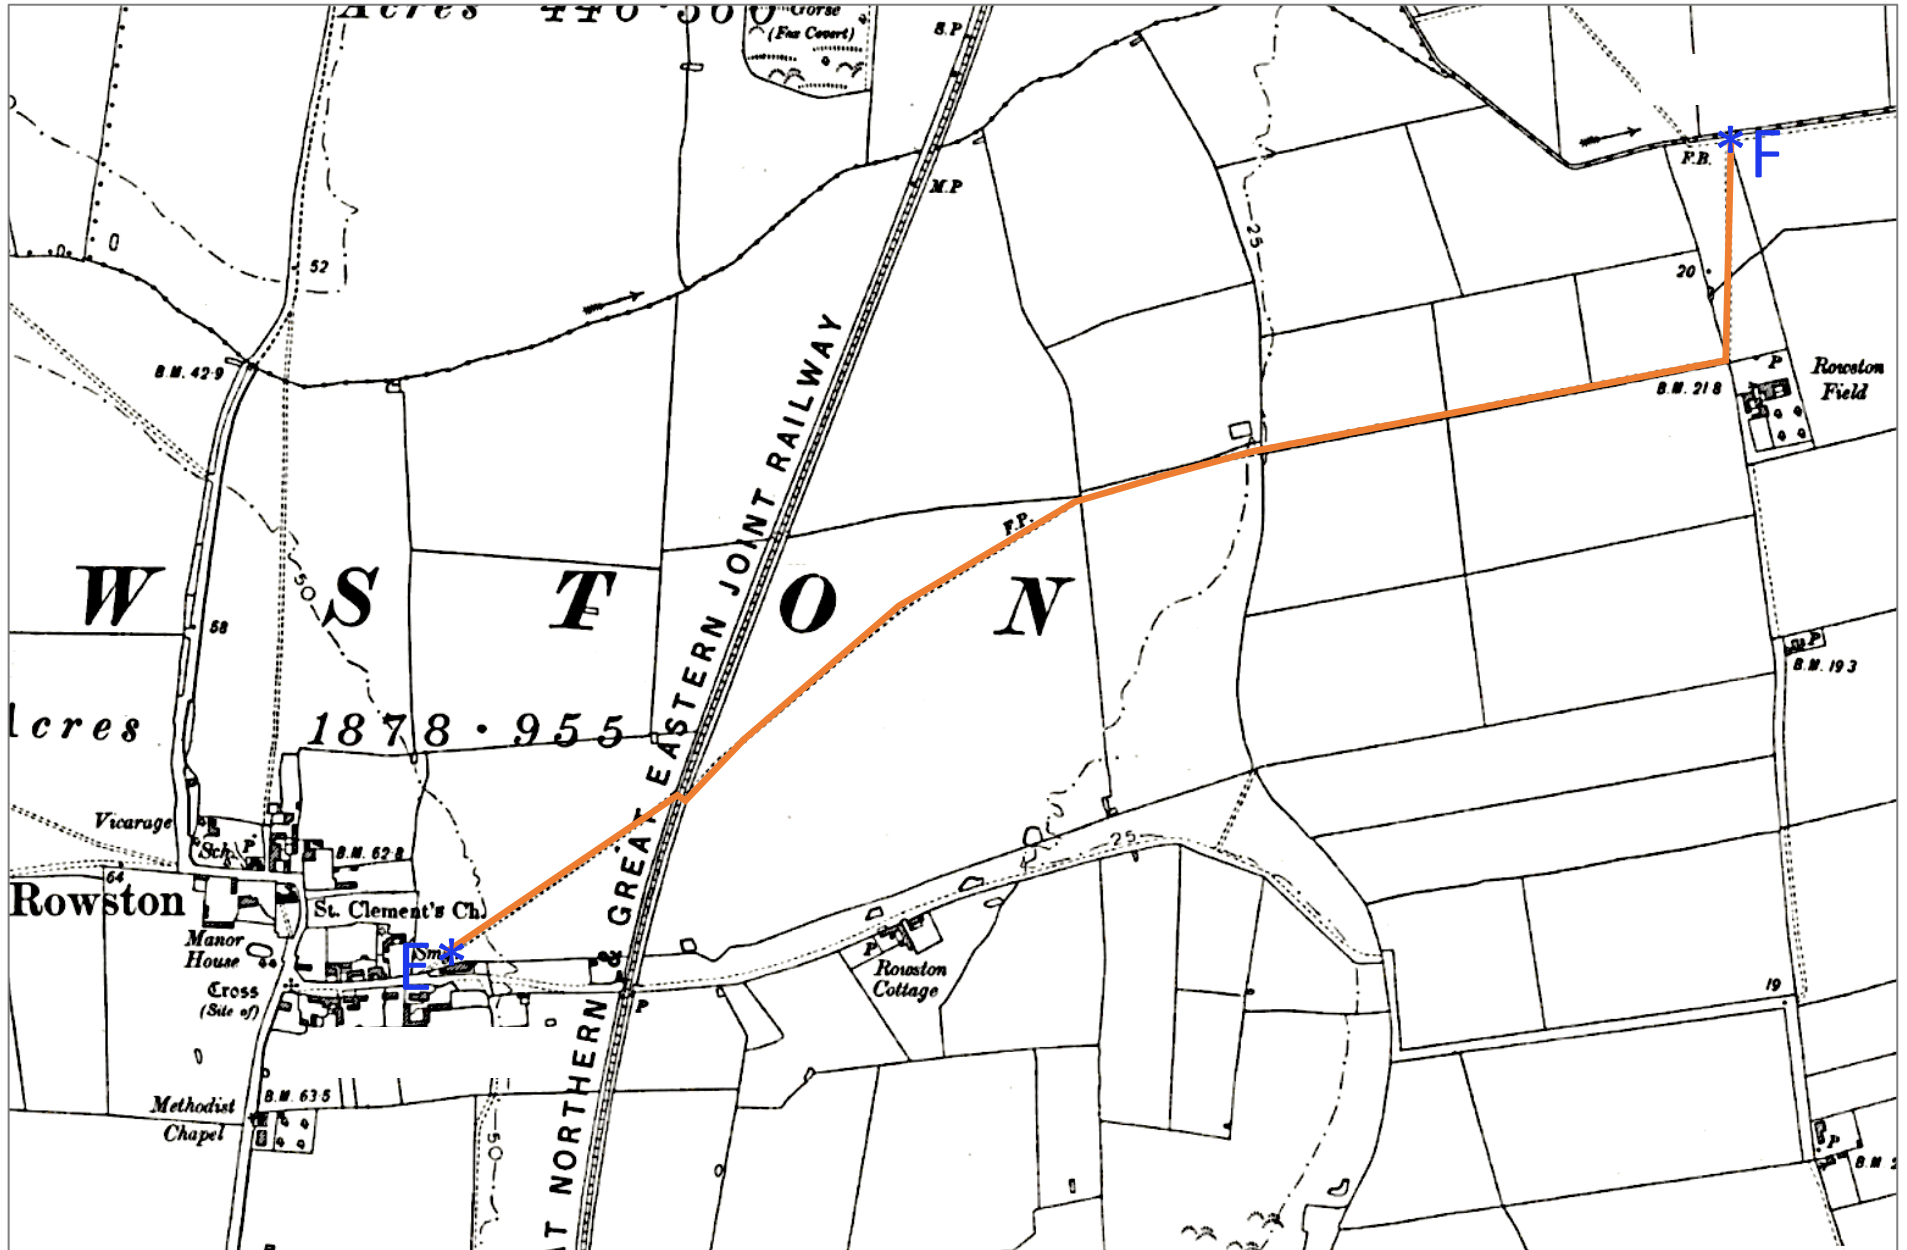 Acres 440·500
Gorse
(Fox Covert)
S.P
M.P
F.B.
F
25
52
20
B.M. 42·9
B.M. 21·8
P
Rowston
Field
F.P.
50
W S T O N
58
GREAT NORTHERN & GREAT EASTERN JOINT RAILWAY
P
B.M. 19·3
Acres
1878·955
Vicarage
Sch.
P
B.M. 62·8
25
64
Rowston
St. Clement's Ch.
Manor
House
E
Sm
P
Rowston
Cottage
Cross
(Site of)
P
19
B.M. 63·5
Methodist
Chapel
50
P
B.M. 2